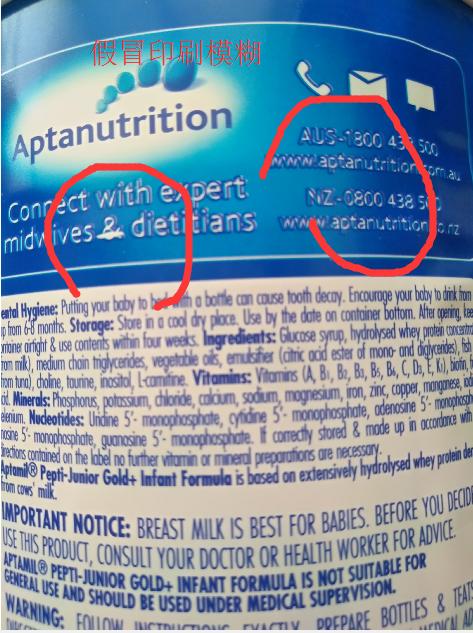 假冒印刷模糊
Aptanutrition
AUS-1800 438 500
www.aptanutrition.com.au
Connect with expert
midwives & dietitians
NZ-0800 438
www.aptanutrition.co.nz
ental Hygiene: Putting your baby to bed with a bottle can cause tooth decay. Encourage your baby to drink from
up from 6-8 months. Storage: Store in a cool dry place. Use by the date on container bottom. After opening, keep
ntainer airtight & use contents within four weeks. Ingredients: Glucose syrup, hydrolysed whey protein concentra
from milk), medium chain triglycerides, vegetable oils, emulsifier (citric acid ester of mono- and diglycerides), fish
from tuna), choline, taurine, inositol, L-carnitine. Vitamins: Vitamins (A, B1, B2, B3, B5, B6, C, D3, E, K1), biotin,
acid. Minerals: Phosphorus, potassium, chloride, calcium, sodium, magnesium, iron, zinc, copper, manganese,
elenium. Nucleotides: Uridine 5'- monophosphate, cytidine 5'- monophosphate, adenosine 5'- monophosph
nosine 5'- monophosphate, guanosine 5'- monophosphate. If correctly stored & made up in accordance with
directions contained on the label no further vitamin or mineral preparations are necessary.
Aptamil® Pepti-Junior Gold+ Infant Formula is based on extensively hydrolysed whey protein der
from cows' milk.
IMPORTANT NOTICE: BREAST MILK IS BEST FOR BABIES. BEFORE YOU DECIDE
USE THIS PRODUCT, CONSULT YOUR DOCTOR OR HEALTH WORKER FOR ADVICE.
APTAMIL® PEPTI-JUNIOR GOLD+ INFANT FORMULA IS NOT SUITABLE FOR
GENERAL USE AND SHOULD BE USED UNDER MEDICAL SUPERVISION.
WARNING: FOLLOW INSTRUCTIONS EXACTLY. PREPARE BOTTLES & TEATS